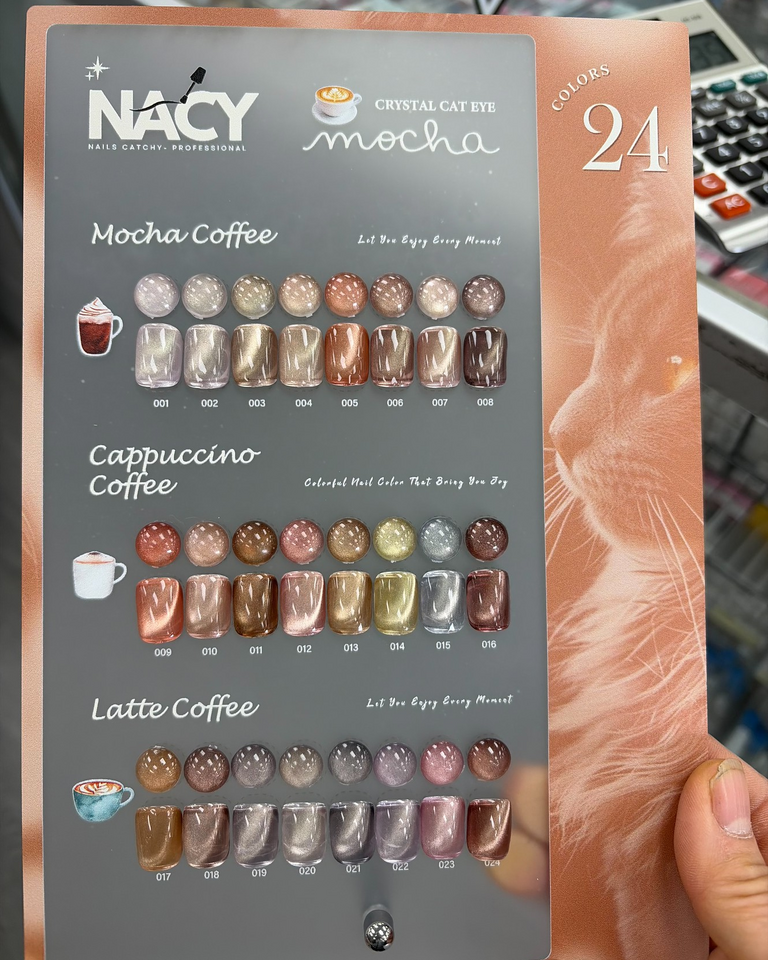 NACY
NAILS CATCHY- PROFESSIONAL
CRYSTAL CAT EYE
mocha
COLORS
24
Mocha Coffee
Let You Enjoy Every Moment
001 002 003 004 005 006 007 008
Cappuccino
Coffee
Colorful Nail Color That Bring You Joy
009 010 011 012 013 014 015 016
Latte Coffee
Let You Enjoy Every Moment
017 018 019 020 021 022 023 024